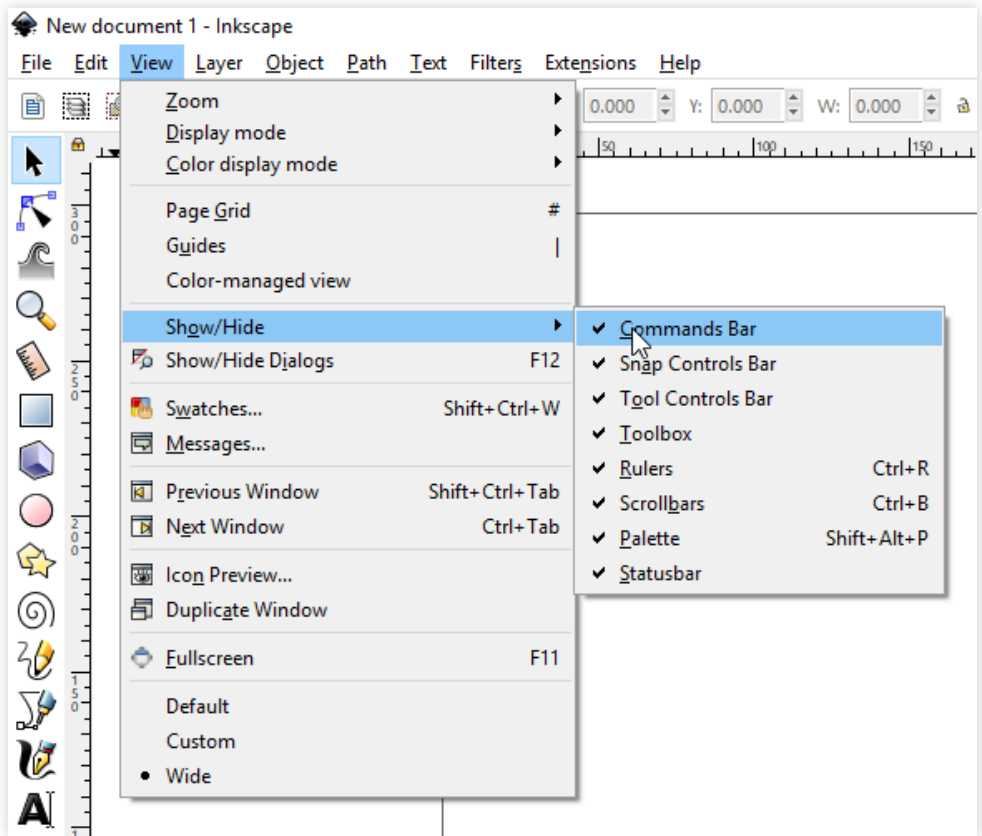 New document 1 - Inkscape
File Edit View Layer Object Path Text Filters Extensions Help
0.000 Y: 0.000 W: 0.000
50 100 150
Zoom
Display mode
Color display mode
Page Grid #
Guides |
Color-managed view
Show/Hide
Show/Hide Dialogs F12
Swatches... Shift+Ctrl+W
Messages...
Previous Window Shift+Ctrl+Tab
Next Window Ctrl+Tab
Icon Preview...
Duplicate Window
Fullscreen F11
Default
Custom
Wide
Commands Bar
Snap Controls Bar
Tool Controls Bar
Toolbox
Rulers Ctrl+R
Scrollbars Ctrl+B
Palette Shift+Alt+P
Statusbar
300
250
200
150
1
A